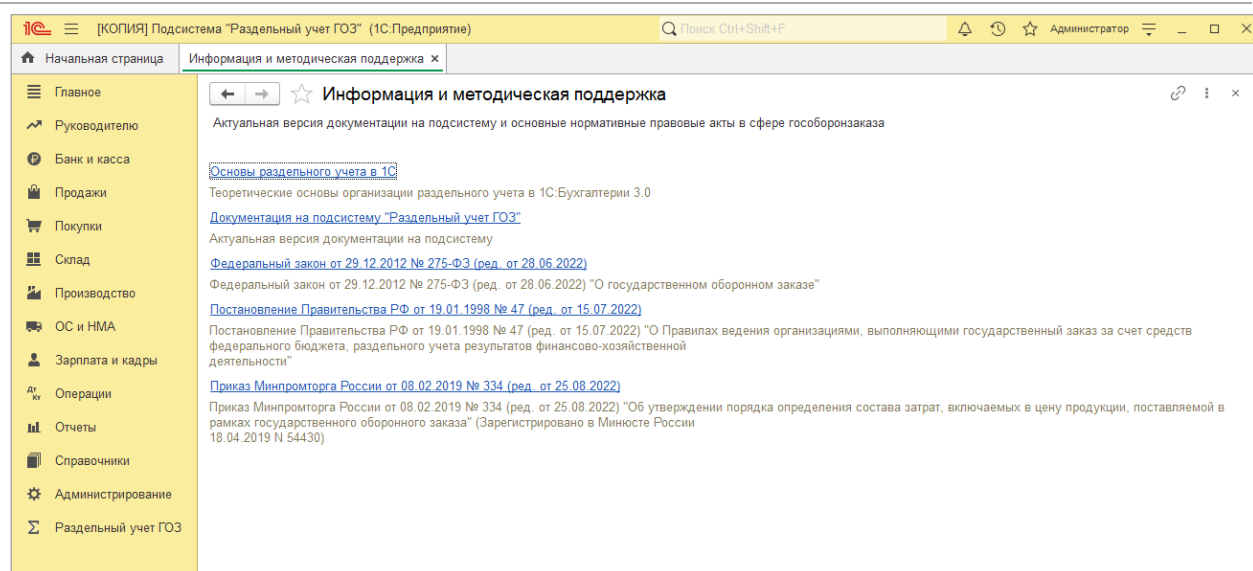 1С [КОПИЯ] Подсистема "Раздельный учет ГОЗ" (1С:Предприятие) Поиск Ctrl+Shift+F Администратор
Начальная страница Информация и методическая поддержка ×
Главное
Руководителю
Банк и касса
Продажи
Покупки
Склад
Производство
ОС и НМА
Зарплата и кадры
Дт Кт Операции
Отчеты
Справочники
Администрирование
Раздельный учет ГОЗ
Информация и методическая поддержка
Актуальная версия документации на подсистему и основные нормативные правовые акты в сфере гособоронзаказа
Основы раздельного учета в 1С
Теоретические основы организации раздельного учета в 1С:Бухгалтерии 3.0
Документация на подсистему "Раздельный учет ГОЗ"
Актуальная версия документации на подсистему
Федеральный закон от 29.12.2012 № 275-ФЗ (ред. от 28.06.2022)
Федеральный закон от 29.12.2012 № 275-ФЗ (ред. от 28.06.2022) "О государственном оборонном заказе"
Постановление Правительства РФ от 19.01.1998 № 47 (ред. от 15.07.2022)
Постановление Правительства РФ от 19.01.1998 № 47 (ред. от 15.07.2022) "О Правилах ведения организациями, выполняющими государственный заказ за счет средств
федерального бюджета, раздельного учета результатов финансово-хозяйственной
деятельности"
Приказ Минпромторга России от 08.02.2019 № 334 (ред. от 25.08.2022)
Приказ Минпромторга России от 08.02.2019 № 334 (ред. от 25.08.2022) "Об утверждении порядка определения состава затрат, включаемых в цену продукции, поставляемой в
рамках государственного оборонного заказа" (Зарегистрировано в Минюсте России
18.04.2019 N 54430)